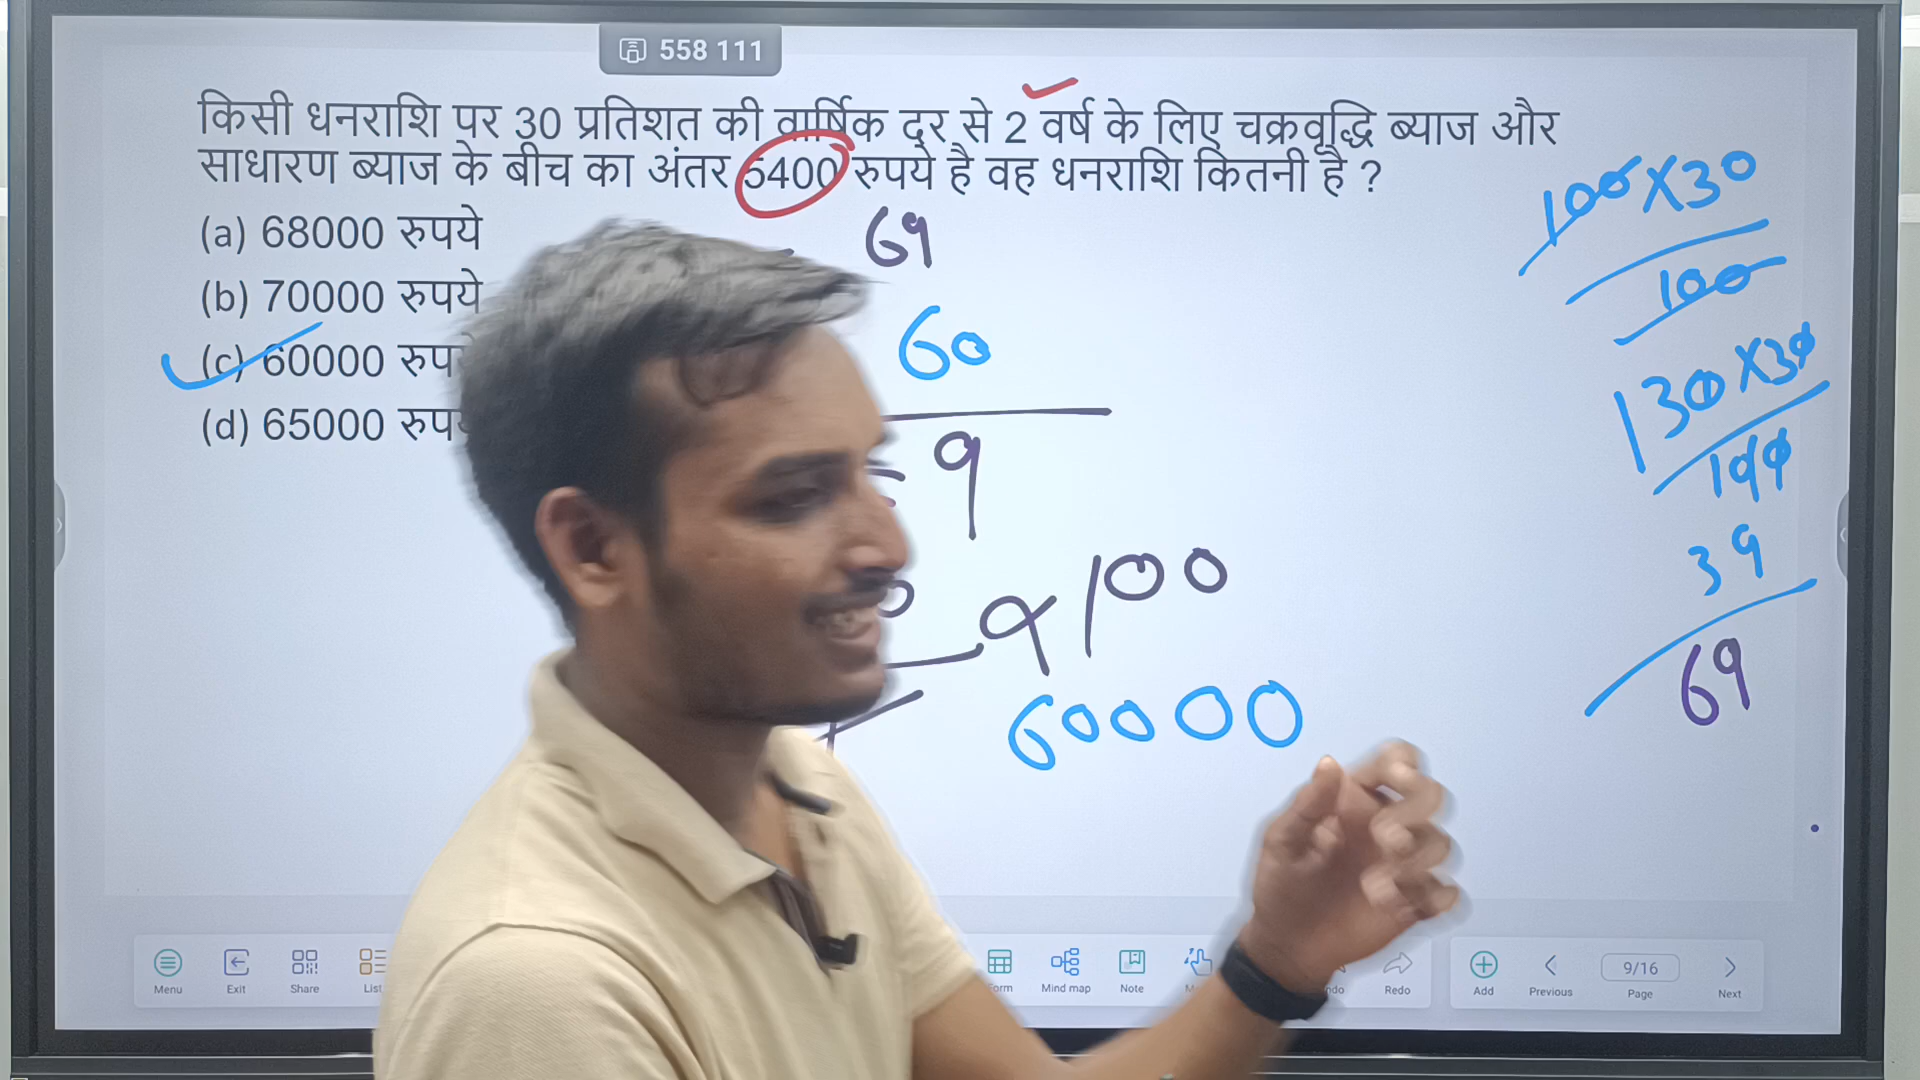 558 111
किसी धनराशि पर 30 प्रतिशत की वार्षिक दर से 2 वर्ष के लिए चक्रवृद्धि ब्याज और
साधारण ब्याज के बीच का अंतर 5400 रुपये है वह धनराशि कितनी है ?
(a) 68000 रुपये
(b) 70000 रुपये
(c) 60000
(d) 65000
69
60
= 9
100
60000
100 X 30
100
130 X 30
100
39
69
Menu Exit Share List Mind map Note Redo Add Previous 9/16 Page Next